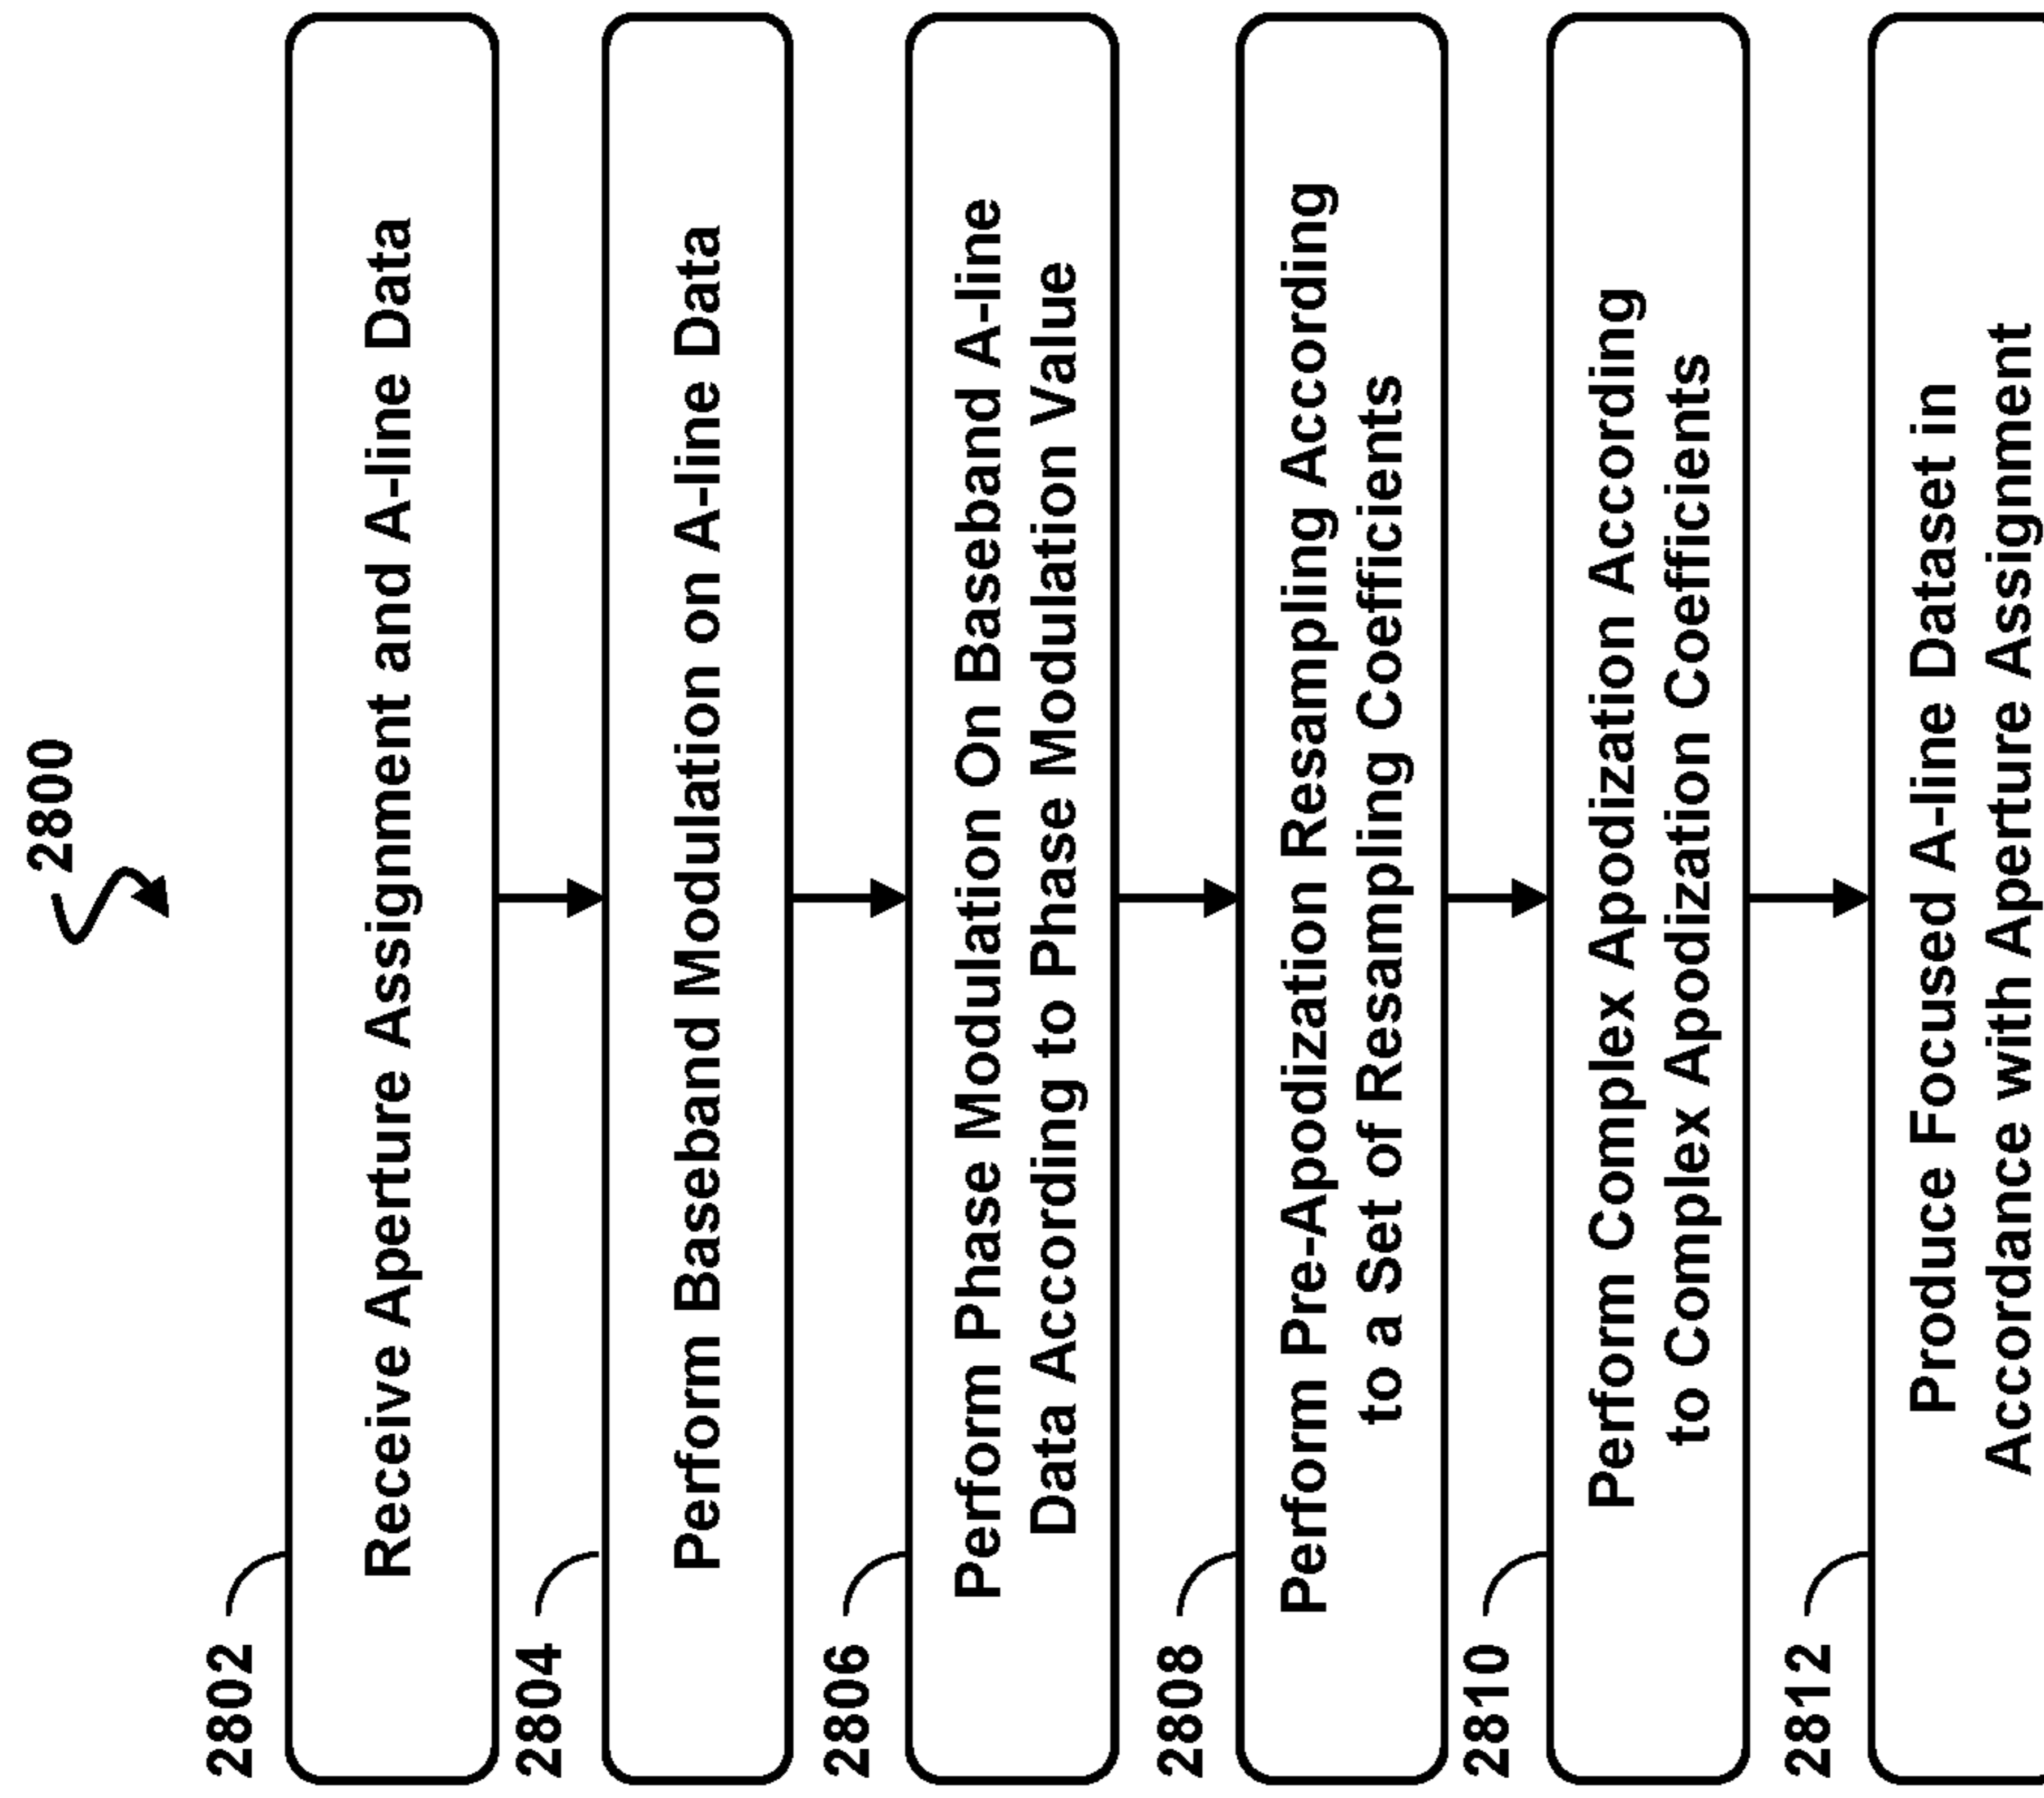 2800
2802
Receive Aperture Assignment and A-line Data
2804
Perform Baseband Modulation on A-line Data
2806
Perform Phase Modulation On Baseband A-line
Data According to Phase Modulation Value
2808
Perform Pre-Apodization Resampling According
to a Set of Resampling Coefficients
2810
Perform Complex Apodization According
to Complex Apodization Coefficients
2812
Produce Focused A-line Dataset in
Accordance with Aperture Assignment